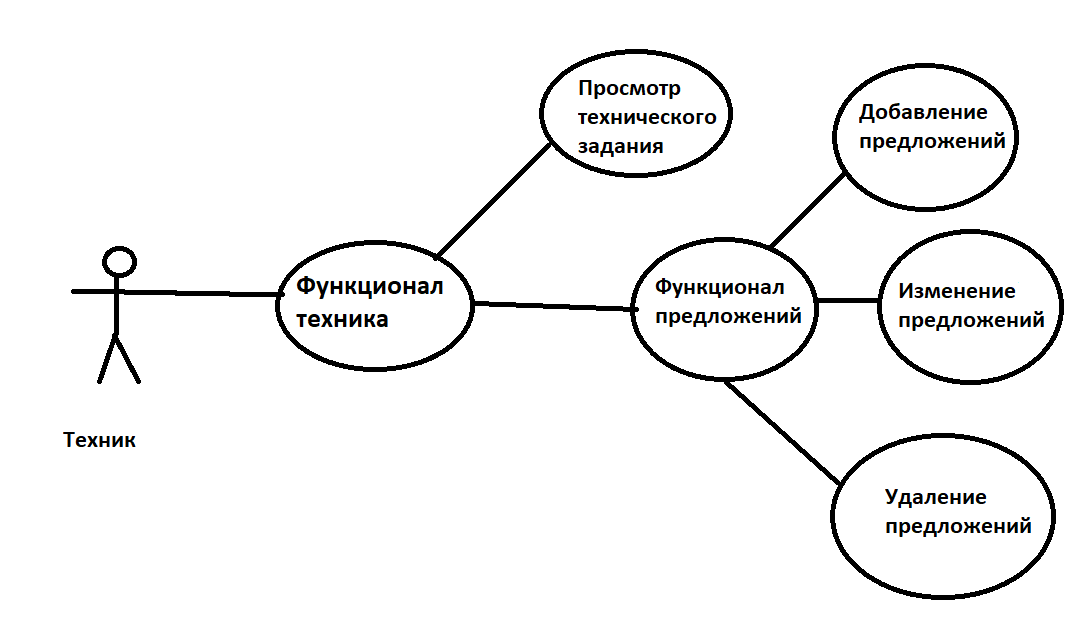 Просмотр
технического
задания
Добавление
предложений
Функционал
техника
Функционал
предложений
Изменение
предложений
Техник
Удаление
предложений